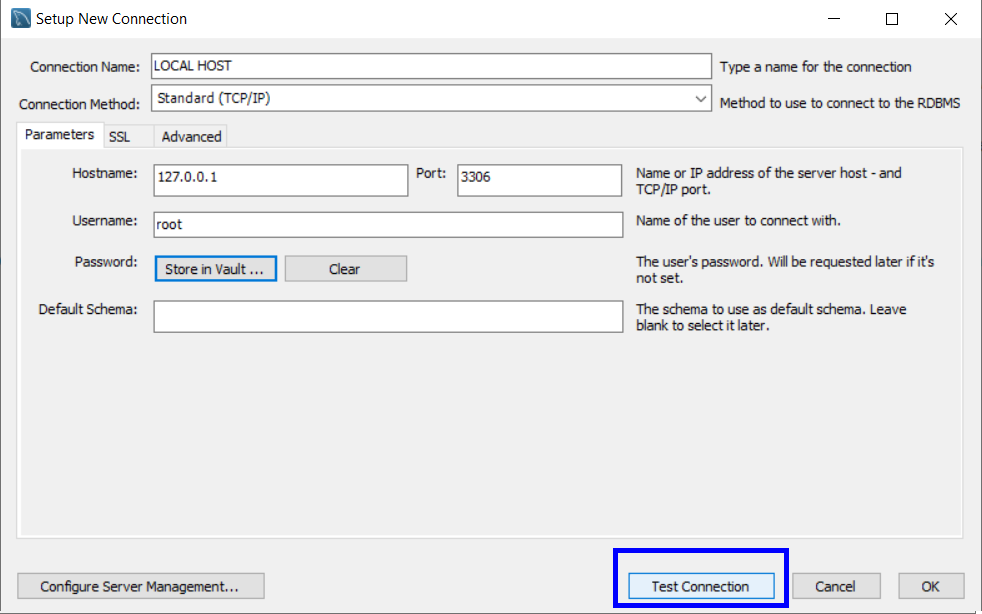 Setup New Connection
Connection Name: LOCAL HOST Type a name for the connection
Connection Method: Standard (TCP/IP) Method to use to connect to the RDBMS
Parameters SSL Advanced
Hostname: 127.0.0.1 Port: 3306 Name or IP address of the server host - and
TCP/IP port.
Username: root Name of the user to connect with.
Password: Store in Vault ... Clear The user's password. Will be requested later if it's
not set.
Default Schema: The schema to use as default schema. Leave
blank to select it later.
Configure Server Management... Test Connection Cancel OK